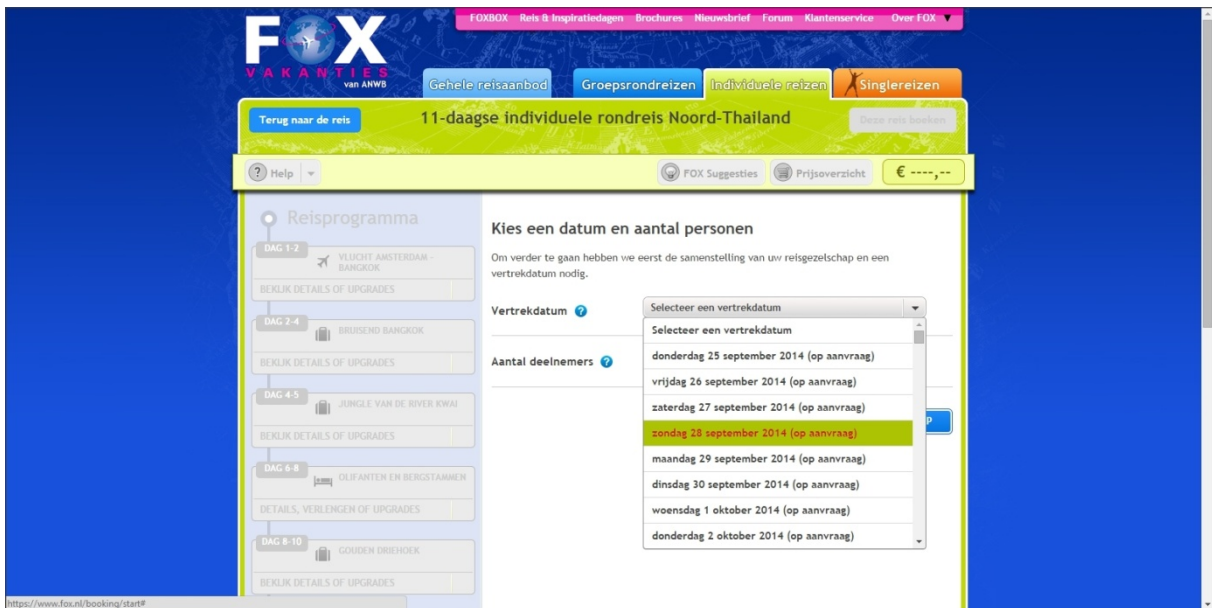 FOXBOX Reis & Inspiratiedagen Brochures Nieuwsbrief Forum Klantenservice Over FOX ▼
FOX
VAKANTIES
van ANWB
Gehele reisaanbod
Groepsrondreizen
Individuele reizen
Singlereizen
Terug naar de reis
11-daagse individuele rondreis Noord-Thailand
Deze reis boeken
? Help
FOX Suggesties
Prijsoverzicht
€ ----,--
Reisprogramma
DAG 1-2
VLUCHT AMSTERDAM -
BANGKOK
BEKIJK DETAILS OF UPGRADES
DAG 2-4
BRUISEND BANGKOK
BEKIJK DETAILS OF UPGRADES
DAG 4-5
JUNGLE VAN DE RIVER KWAI
BEKIJK DETAILS OF UPGRADES
DAG 6-8
OLIFANTEN EN BERGSTAMMEN
DETAILS, VERLENGEN OF UPGRADES
DAG 8-10
GOUDEN DRIEHOEK
BEKIJK DETAILS OF UPGRADES
Kies een datum en aantal personen
Om verder te gaan hebben we eerst de samenstelling van uw reisgezelschap en een
vertrekdatum nodig.
Vertrekdatum ?
Selecteer een vertrekdatum
Selecteer een vertrekdatum
donderdag 25 september 2014 (op aanvraag)
vrijdag 26 september 2014 (op aanvraag)
zaterdag 27 september 2014 (op aanvraag)
zondag 28 september 2014 (op aanvraag)
maandag 29 september 2014 (op aanvraag)
dinsdag 30 september 2014 (op aanvraag)
woensdag 1 oktober 2014 (op aanvraag)
donderdag 2 oktober 2014 (op aanvraag)
Aantal deelnemers ?
p
https://www.fox.nl/booking/start#